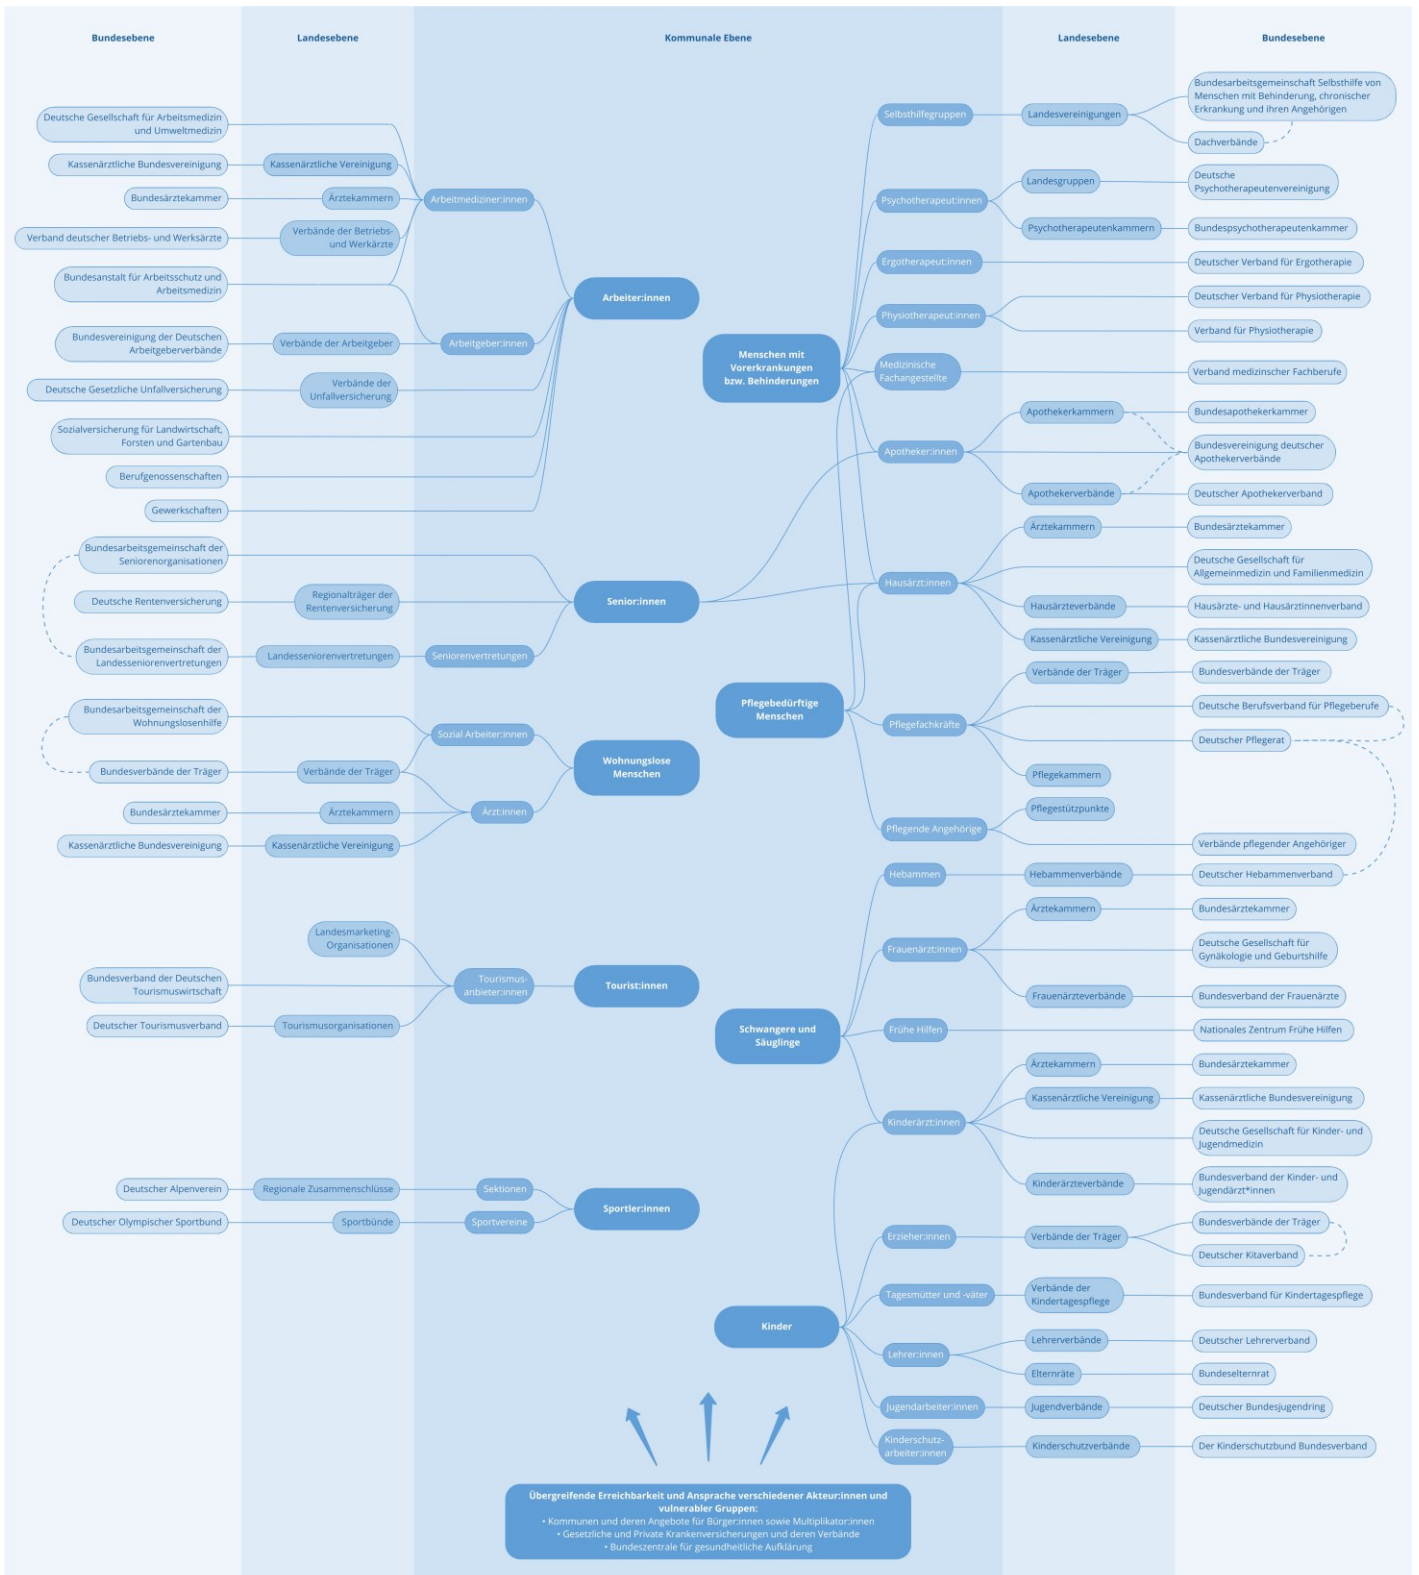 Bundesebene
Landesebene
Kommunale Ebene
Landesebene
Bundesebene
Deutsche Gesellschaft für Arbeitsmedizin
und Umweltmedizin
Kassenärztliche Bundesvereinigung
Kassenärztliche Vereinigung
Bundesärztekammer
Ärztekammern
Arbeitmediziner:innen
Verband deutscher Betriebs- und Werksärzte
Verbände der Betriebs-
und Werkärzte
Bundesanstalt für Arbeitsschutz und
Arbeitsmedizin
Arbeiter:innen
Bundesvereinigung der Deutschen
Arbeitgeberverbände
Verbände der Arbeitgeber
Arbeitgeber:innen
Deutsche Gesetzliche Unfallversicherung
Verbände der
Unfallversicherung
Sozialversicherung für Landwirtschaft,
Forsten und Gartenbau
Berufgenossenschaften
Gewerkschaften
Bundesarbeitsgemeinschaft der
Seniorenorganisationen
Deutsche Rentenversicherung
Regionalträger der
Rentenversicherung
Senior:innen
Bundesarbeitsgemeinschaft der
Landesseniorenvertretungen
Landesseniorenvertretungen
Seniorenvertretungen
Bundesarbeitsgemeinschaft der
Wohnungslosenhilfe
Sozial Arbeiter:innen
Wohnungslose
Menschen
Bundesverbände der Träger
Verbände der Träger
Bundesärztekammer
Ärztekammern
Ärzt:innen
Kassenärztliche Bundesvereinigung
Kassenärztliche Vereinigung
Landesmarketing-
Organisationen
Bundesverband der Deutschen
Tourismuswirtschaft
Tourismus-
anbieter:innen
Tourist:innen
Deutscher Tourismusverband
Tourismusorganisationen
Deutscher Alpenverein
Regionale Zusammenschlüsse
Sektionen
Sportler:innen
Deutscher Olympischer Sportbund
Sportbünde
Sportvereine
Menschen mit
Vorerkrankungen
bzw. Behinderungen
Selbsthilfegruppen
Landesvereinigungen
Bundesarbeitsgemeinschaft Selbsthilfe von
Menschen mit Behinderung, chronischer
Erkrankung und ihren Angehörigen
Dachverbände
Psychotherapeut:innen
Landesgruppen
Deutsche
Psychotherapeutenvereinigung
Psychotherapeutenkammern
Bundespsychotherapeutenkammer
Ergotherapeut:innen
Deutscher Verband für Ergotherapie
Physiotherapeut:innen
Deutscher Verband für Physiotherapie
Verband für Physiotherapie
Medizinische
Fachangestellte
Verband medizinscher Fachberufe
Apotheker:innen
Apothekerkammern
Bundesapothekerkammer
Bundesvereinigung deutscher
Apothekerverbände
Apothekerverbände
Deutscher Apothekerverband
Hausärzt:innen
Ärztekammern
Bundesärztekammer
Deutsche Gesellschaft für
Allgemeinmedizin und Familienmedizin
Hausärzteverbände
Hausärzte- und Hausärztinnenverband
Kassenärztliche Vereinigung
Kassenärztliche Bundesvereinigung
Pflegebedürftige
Menschen
Pflegefachkräfte
Verbände der Träger
Bundesverbände der Träger
Deutsche Berufsverband für Pflegeberufe
Deutscher Pflegerat
Pflegekammern
Pflegende Angehörige
Pflegestützpunkte
Verbände pflegender Angehöriger
Schwangere und
Säuglinge
Hebammen
Hebammenverbände
Deutscher Hebammenverband
Frauenärzt:innen
Ärztekammern
Bundesärztekammer
Deutsche Gesellschaft für
Gynäkologie und Geburtshilfe
Frauenärzteverbände
Bundesverband der Frauenärzte
Frühe Hilfen
Nationales Zentrum Frühe Hilfen
Kinderärzt:innen
Ärztekammern
Bundesärztekammer
Kassenärztliche Vereinigung
Kassenärztliche Bundesvereinigung
Deutsche Gesellschaft für Kinder- und
Jugendmedizin
Kinderärzteverbände
Bundesverband der Kinder- und
Jugendärzt*innen
Kinder
Erzieher:innen
Verbände der Träger
Bundesverbände der Träger
Deutscher Kitaverband
Tagesmütter und -väter
Verbände der
Kindertagespflege
Bundesverband für Kindertagespflege
Lehrer:innen
Lehrerverbände
Deutscher Lehrerverband
Elternräte
Bundeselternrat
Jugendarbeiter:innen
Jugendverbände
Deutscher Bundesjugendring
Kinderschutz-
arbeiter:innen
Kinderschutzverbände
Der Kinderschutzbund Bundesverband
Übergreifende Erreichbarkeit und Ansprache verschiedener Akteur:innen und
vulnerabler Gruppen:
• Kommunen und deren Angebote für Bürger:innen sowie Multiplikator:innen
• Gesetzliche und Private Krankenversicherungen und deren Verbände
• Bundeszentrale für gesundheitliche Aufklärung